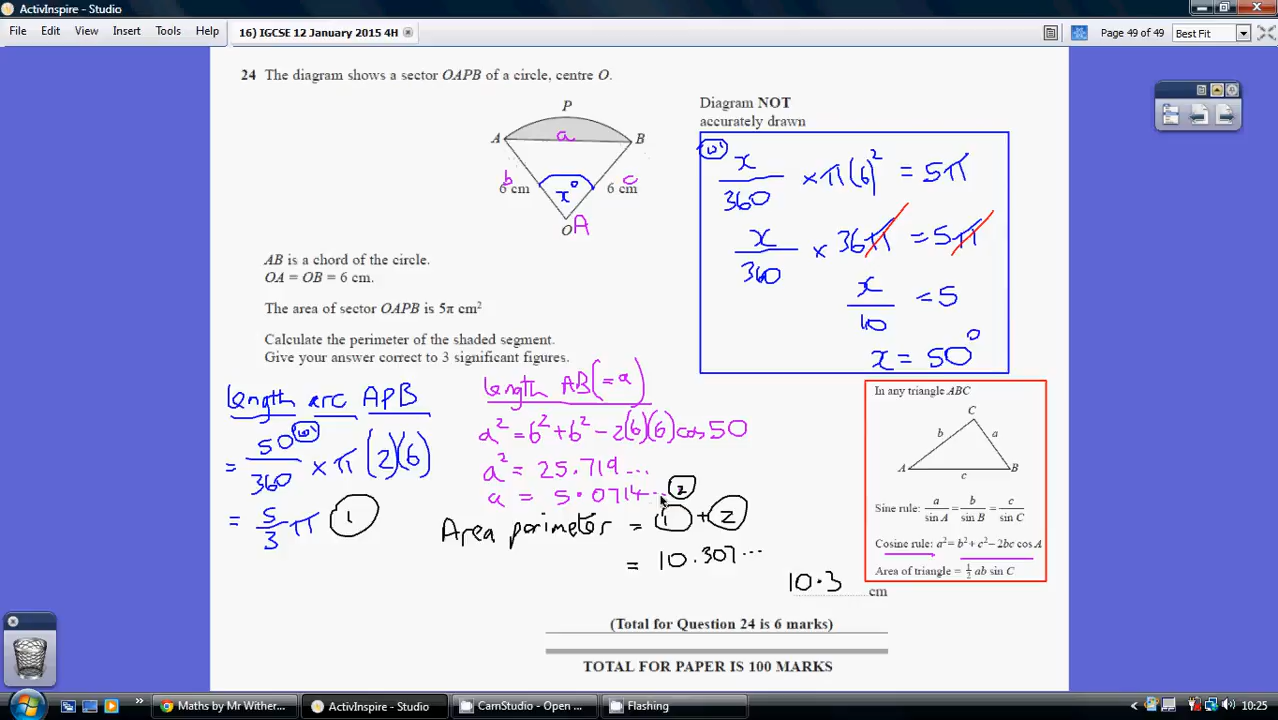 ActivInspire - Studio
File Edit View Insert Tools Help
16) IGCSE 12 January 2015 4H
Page 49 of 49 Best Fit
24 The diagram shows a sector OAPB of a circle, centre O.
P
A a B
b 6 cm x° 6 cm c
O A
Diagram NOT
accurately drawn
(w)
x/360 × π(6)² = 5π
x/360 × 36π = 5π
x/10 = 5
x = 50°
AB is a chord of the circle.
OA = OB = 6 cm.
The area of sector OAPB is 5π cm²
Calculate the perimeter of the shaded segment.
Give your answer correct to 3 significant figures.
length arc APB
= 50/360 × π (2)(6)
= 5/3 π (1)
length AB (=a)
a² = 6² + 6² - 2(6)(6)cos 50
a² = 25.719...
a = 5.0714... (2)
Area perimeter = (1) + (2)
= 10.307...
10.3 cm
In any triangle ABC
C
b a
A c B
Sine rule: a/sin A = b/sin B = c/sin C
Cosine rule: a² = b² + c² – 2bc cos A
Area of triangle = ½ ab sin C
(Total for Question 24 is 6 marks)
TOTAL FOR PAPER IS 100 MARKS
Maths by Mr Wither... ActivInspire - Studio CamStudio - Open ... Flashing 10:25